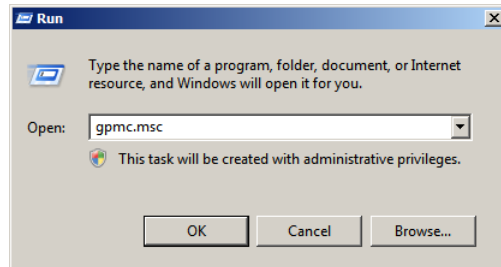 Run
Type the name of a program, folder, document, or Internet
resource, and Windows will open it for you.
Open: gpmc.msc
This task will be created with administrative privileges.
OK Cancel Browse...